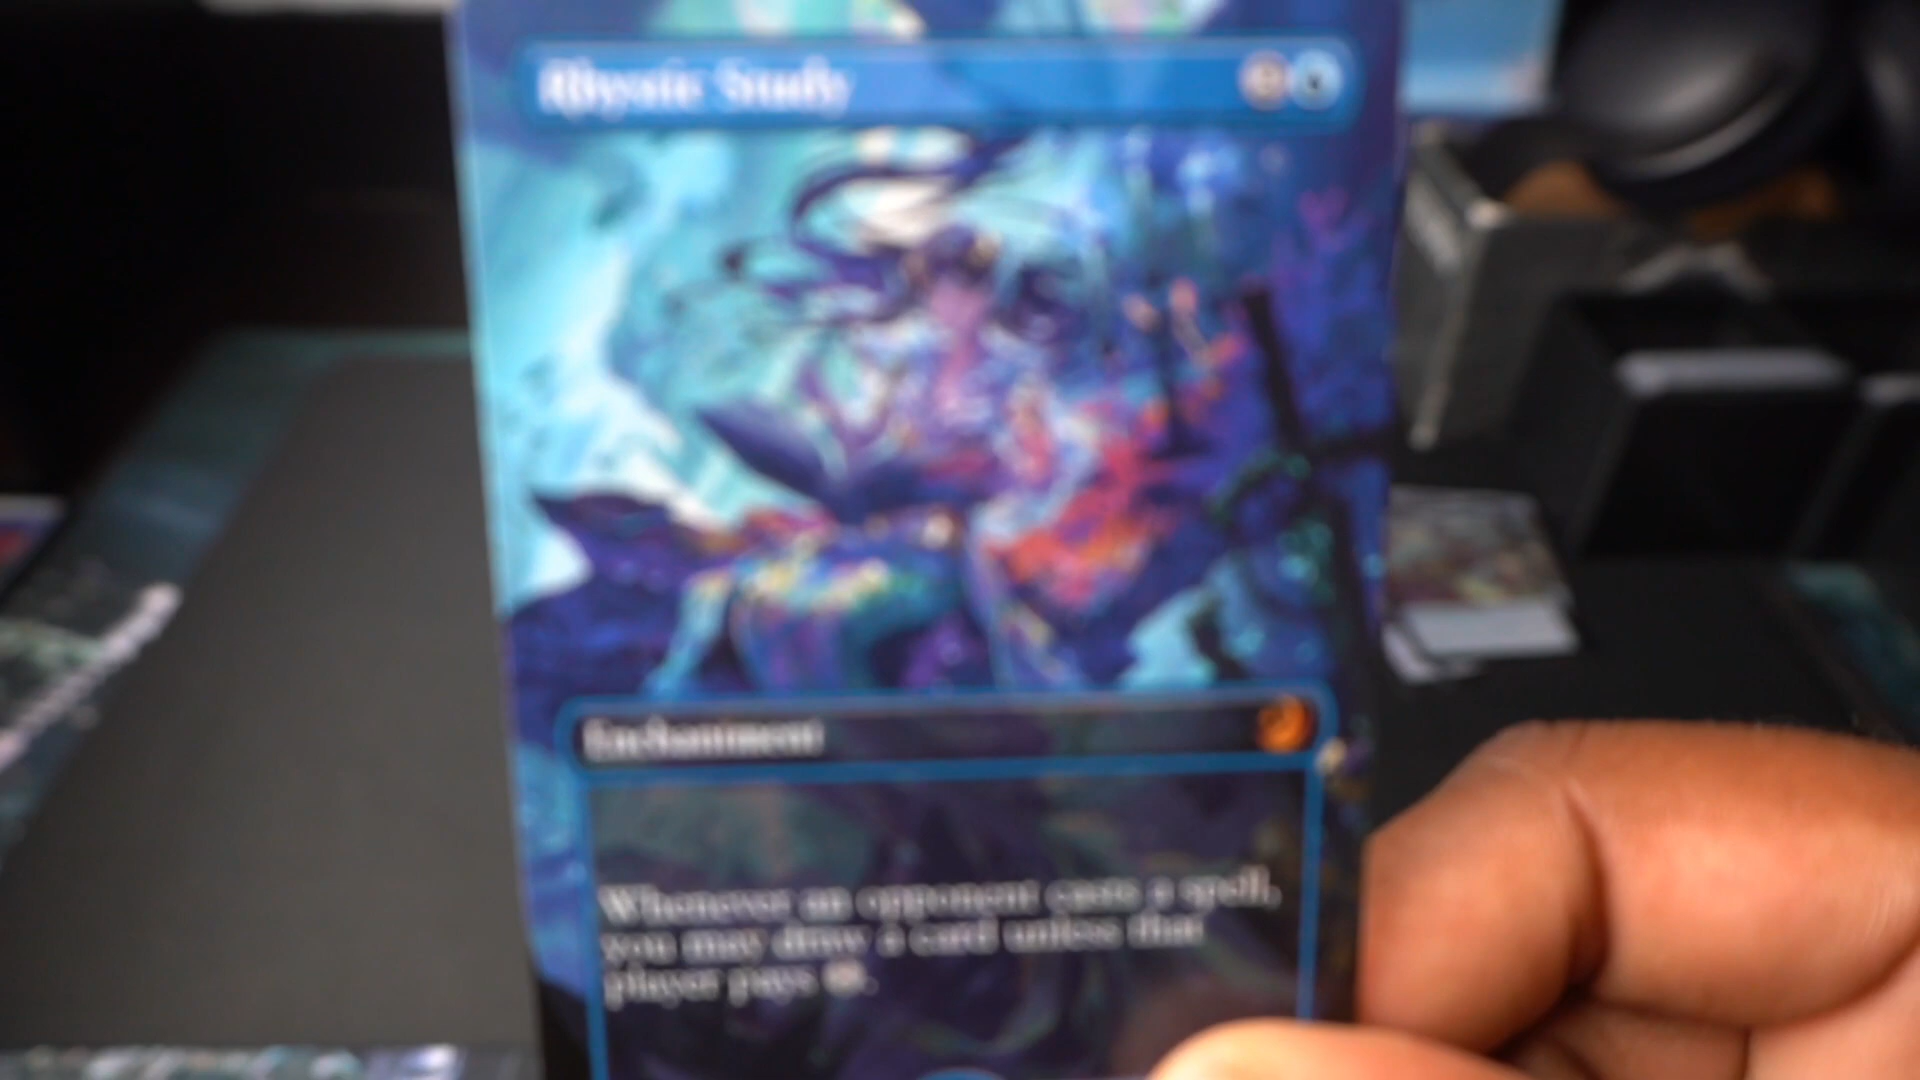 Rhystic Study
Enchantment
Whenever an opponent casts a spell,
you may draw a card unless that
player pays